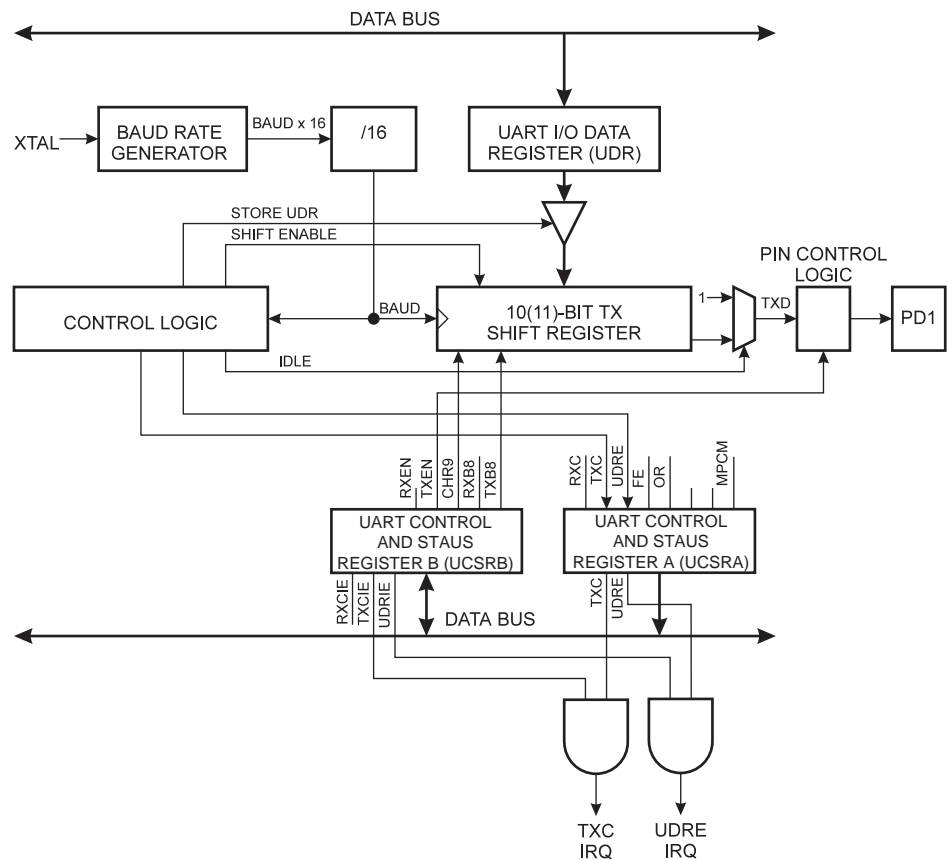 DATA BUS
XTAL
BAUD RATE
GENERATOR
BAUD x 16
/16
UART I/O DATA
REGISTER (UDR)
STORE UDR
SHIFT ENABLE
PIN CONTROL
LOGIC
CONTROL LOGIC
BAUD
10(11)-BIT TX
SHIFT REGISTER
1
TXD
PD1
IDLE
RXEN
TXEN
CHR9
RXB8
TXB8
RXC
TXC
UDRE
FE
OR
MPCM
UART CONTROL
AND STAUS
REGISTER B (UCSRB)
UART CONTROL
AND STAUS
REGISTER A (UCSRA)
RXCIE
TXCIE
UDRIE
TXC
UDRE
DATA BUS
TXC
IRQ
UDRE
IRQ